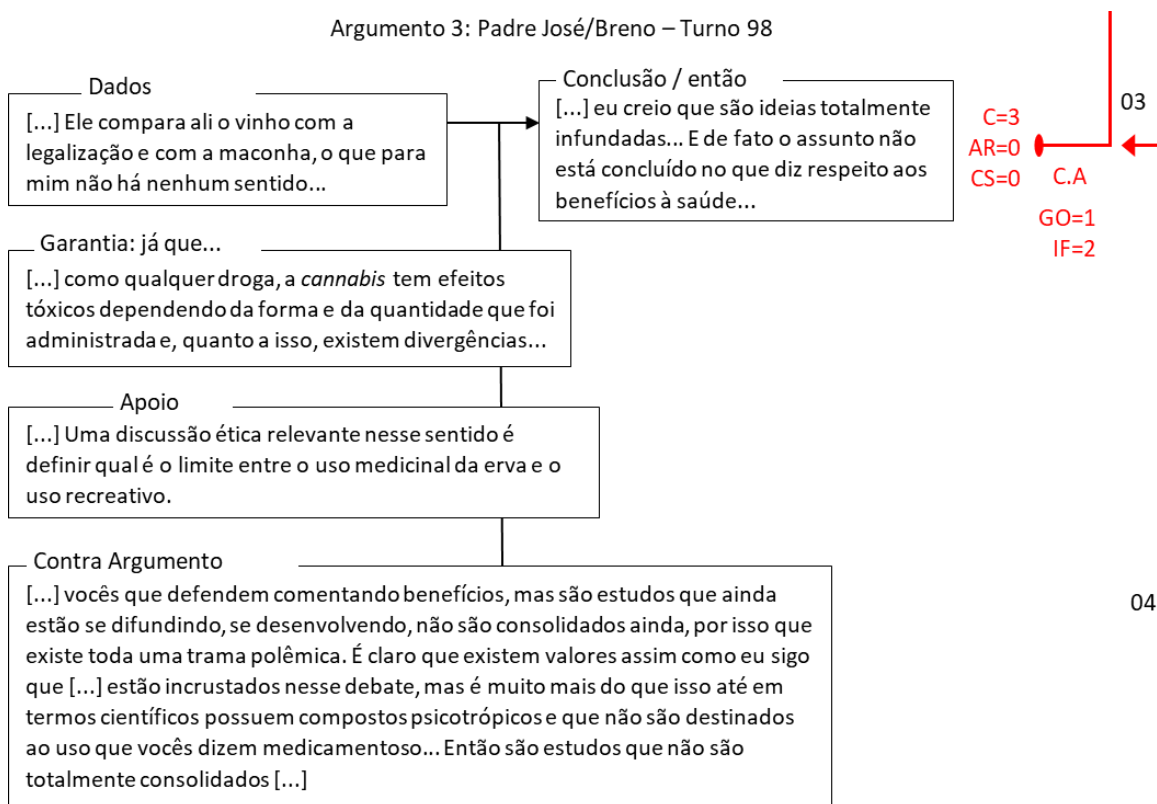 Argumento 3: Padre José/Breno – Turno 98
Dados
[...] Ele compara ali o vinho com a
legalização e com a maconha, o que para
mim não há nenhum sentido...
Conclusão / então
[...] eu creio que são ideias totalmente
infundadas... E de fato o assunto não
está concluído no que diz respeito aos
benefícios à saúde...
C=3
AR=0
CS=0
C.A
GO=1
IF=2
03
Garantia: já que...
[...] como qualquer droga, a cannabis tem efeitos
tóxicos dependendo da forma e da quantidade que foi
administrada e, quanto a isso, existem divergências...
Apoio
[...] Uma discussão ética relevante nesse sentido é
definir qual é o limite entre o uso medicinal da erva e o
uso recreativo.
Contra Argumento
[...] vocês que defendem comentando benefícios, mas são estudos que ainda
estão se difundindo, se desenvolvendo, não são consolidados ainda, por isso que
existe toda uma trama polêmica. É claro que existem valores assim como eu sigo
que [...] estão incrustados nesse debate, mas é muito mais do que isso até em
termos científicos possuem compostos psicotrópicos e que não são destinados
ao uso que vocês dizem medicamentoso... Então são estudos que não são
totalmente consolidados [...]
04